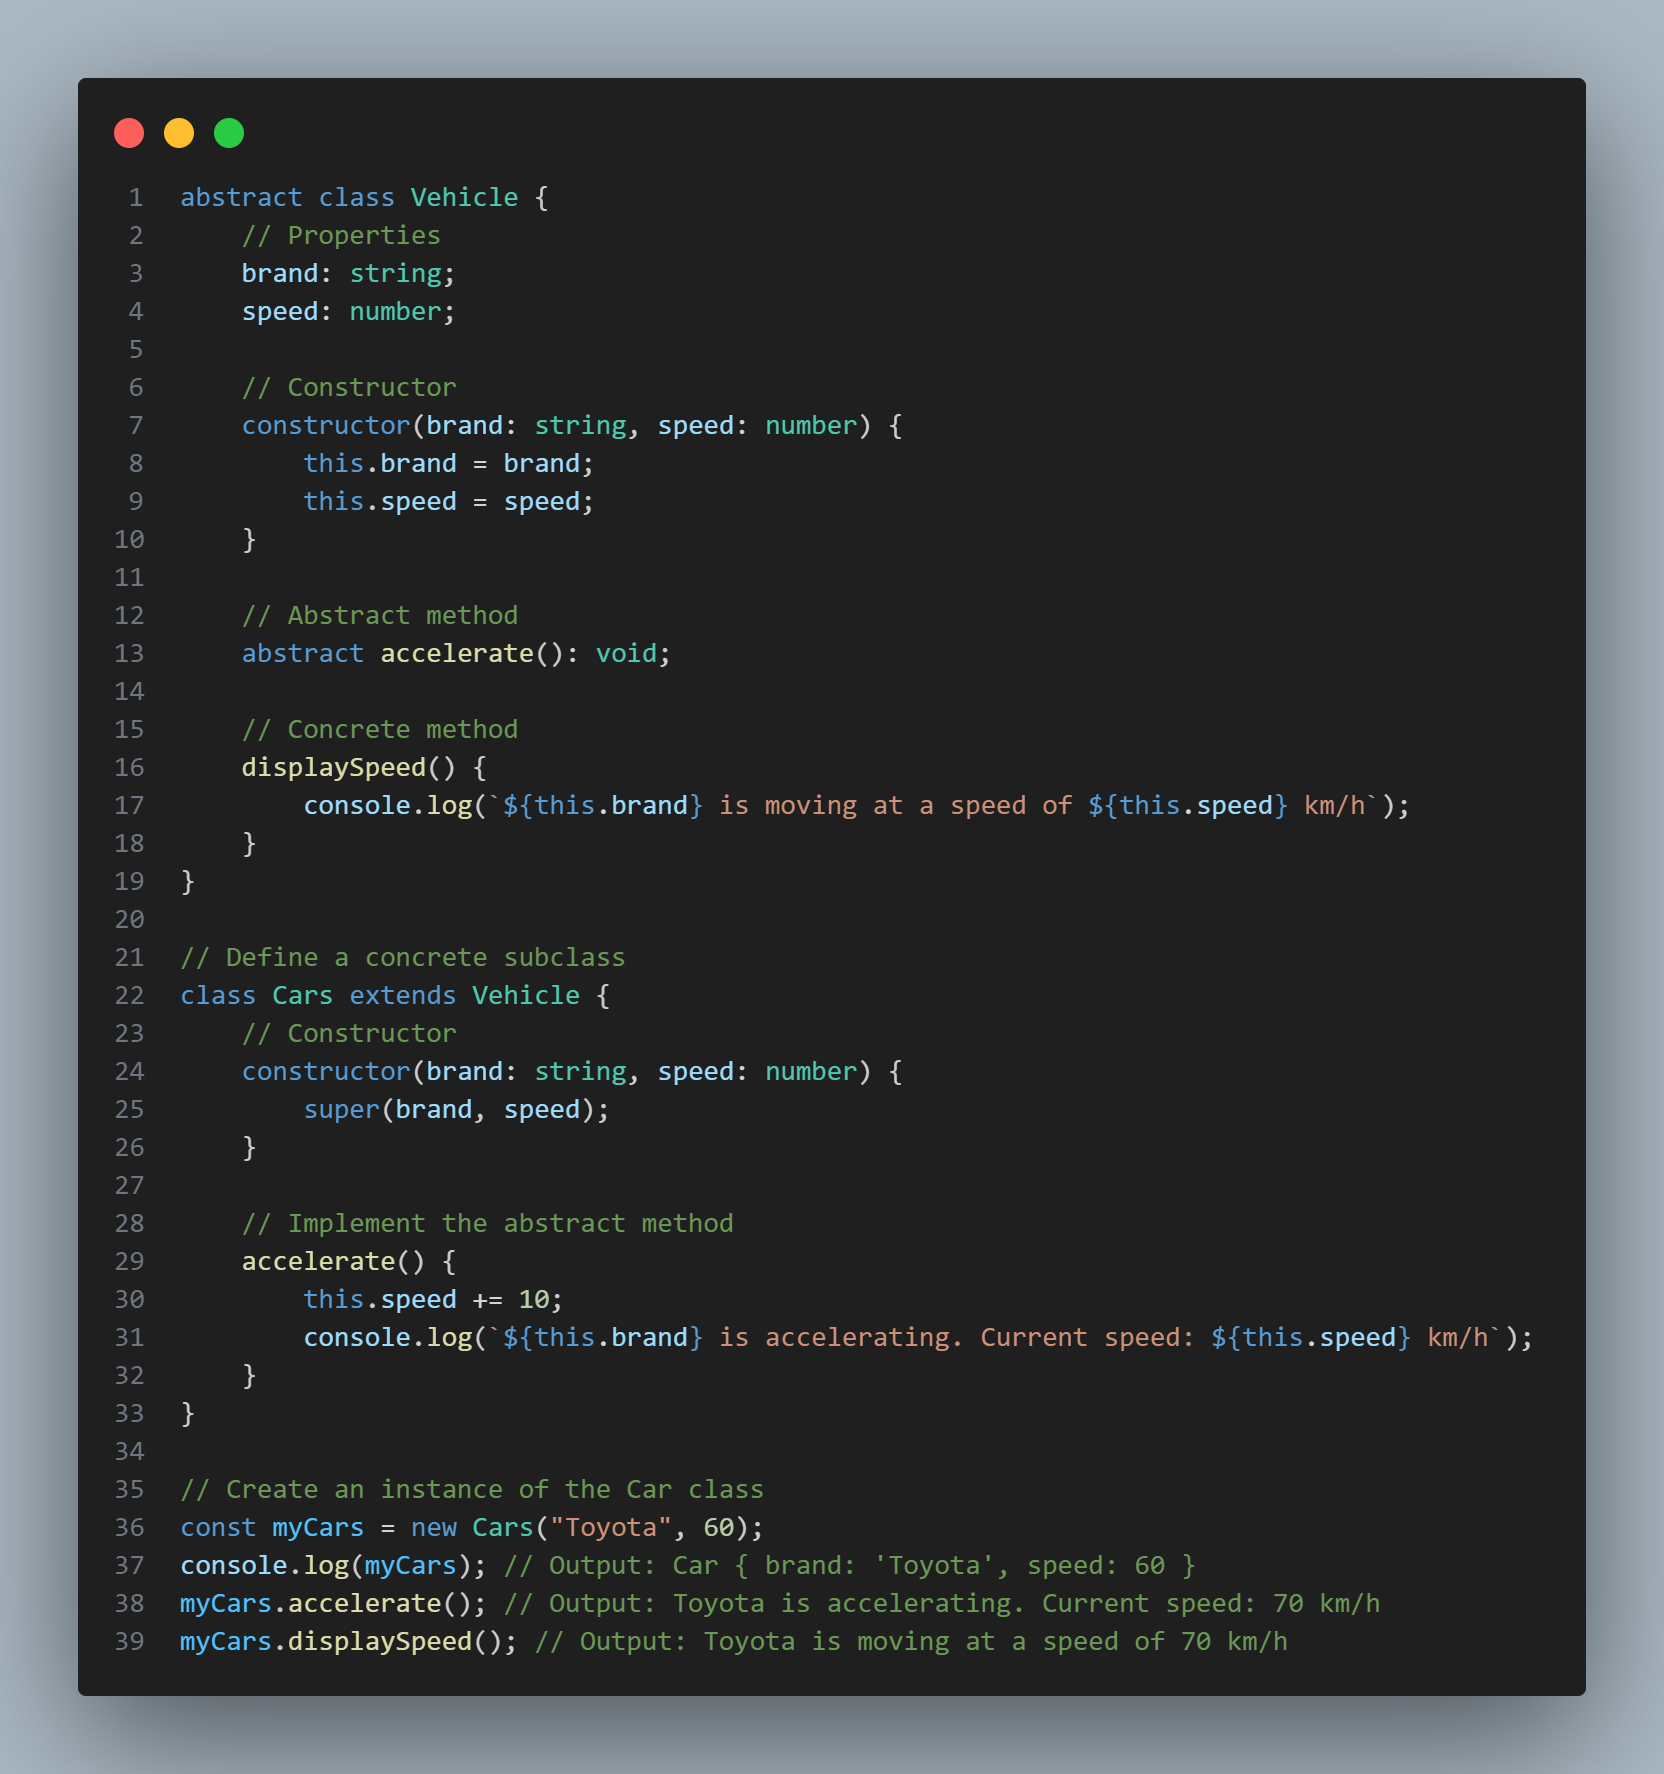 1 abstract class Vehicle {
2     // Properties
3     brand: string;
4     speed: number;
5
6     // Constructor
7     constructor(brand: string, speed: number) {
8         this.brand = brand;
9         this.speed = speed;
10     }
11
12     // Abstract method
13     abstract accelerate(): void;
14
15     // Concrete method
16     displaySpeed() {
17         console.log(`${this.brand} is moving at a speed of ${this.speed} km/h`);
18     }
19 }
20
21 // Define a concrete subclass
22 class Cars extends Vehicle {
23     // Constructor
24     constructor(brand: string, speed: number) {
25         super(brand, speed);
26     }
27
28     // Implement the abstract method
29     accelerate() {
30         this.speed += 10;
31         console.log(`${this.brand} is accelerating. Current speed: ${this.speed} km/h`);
32     }
33 }
34
35 // Create an instance of the Car class
36 const myCars = new Cars("Toyota", 60);
37 console.log(myCars); // Output: Car { brand: 'Toyota', speed: 60 }
38 myCars.accelerate(); // Output: Toyota is accelerating. Current speed: 70 km/h
39 myCars.displaySpeed(); // Output: Toyota is moving at a speed of 70 km/h